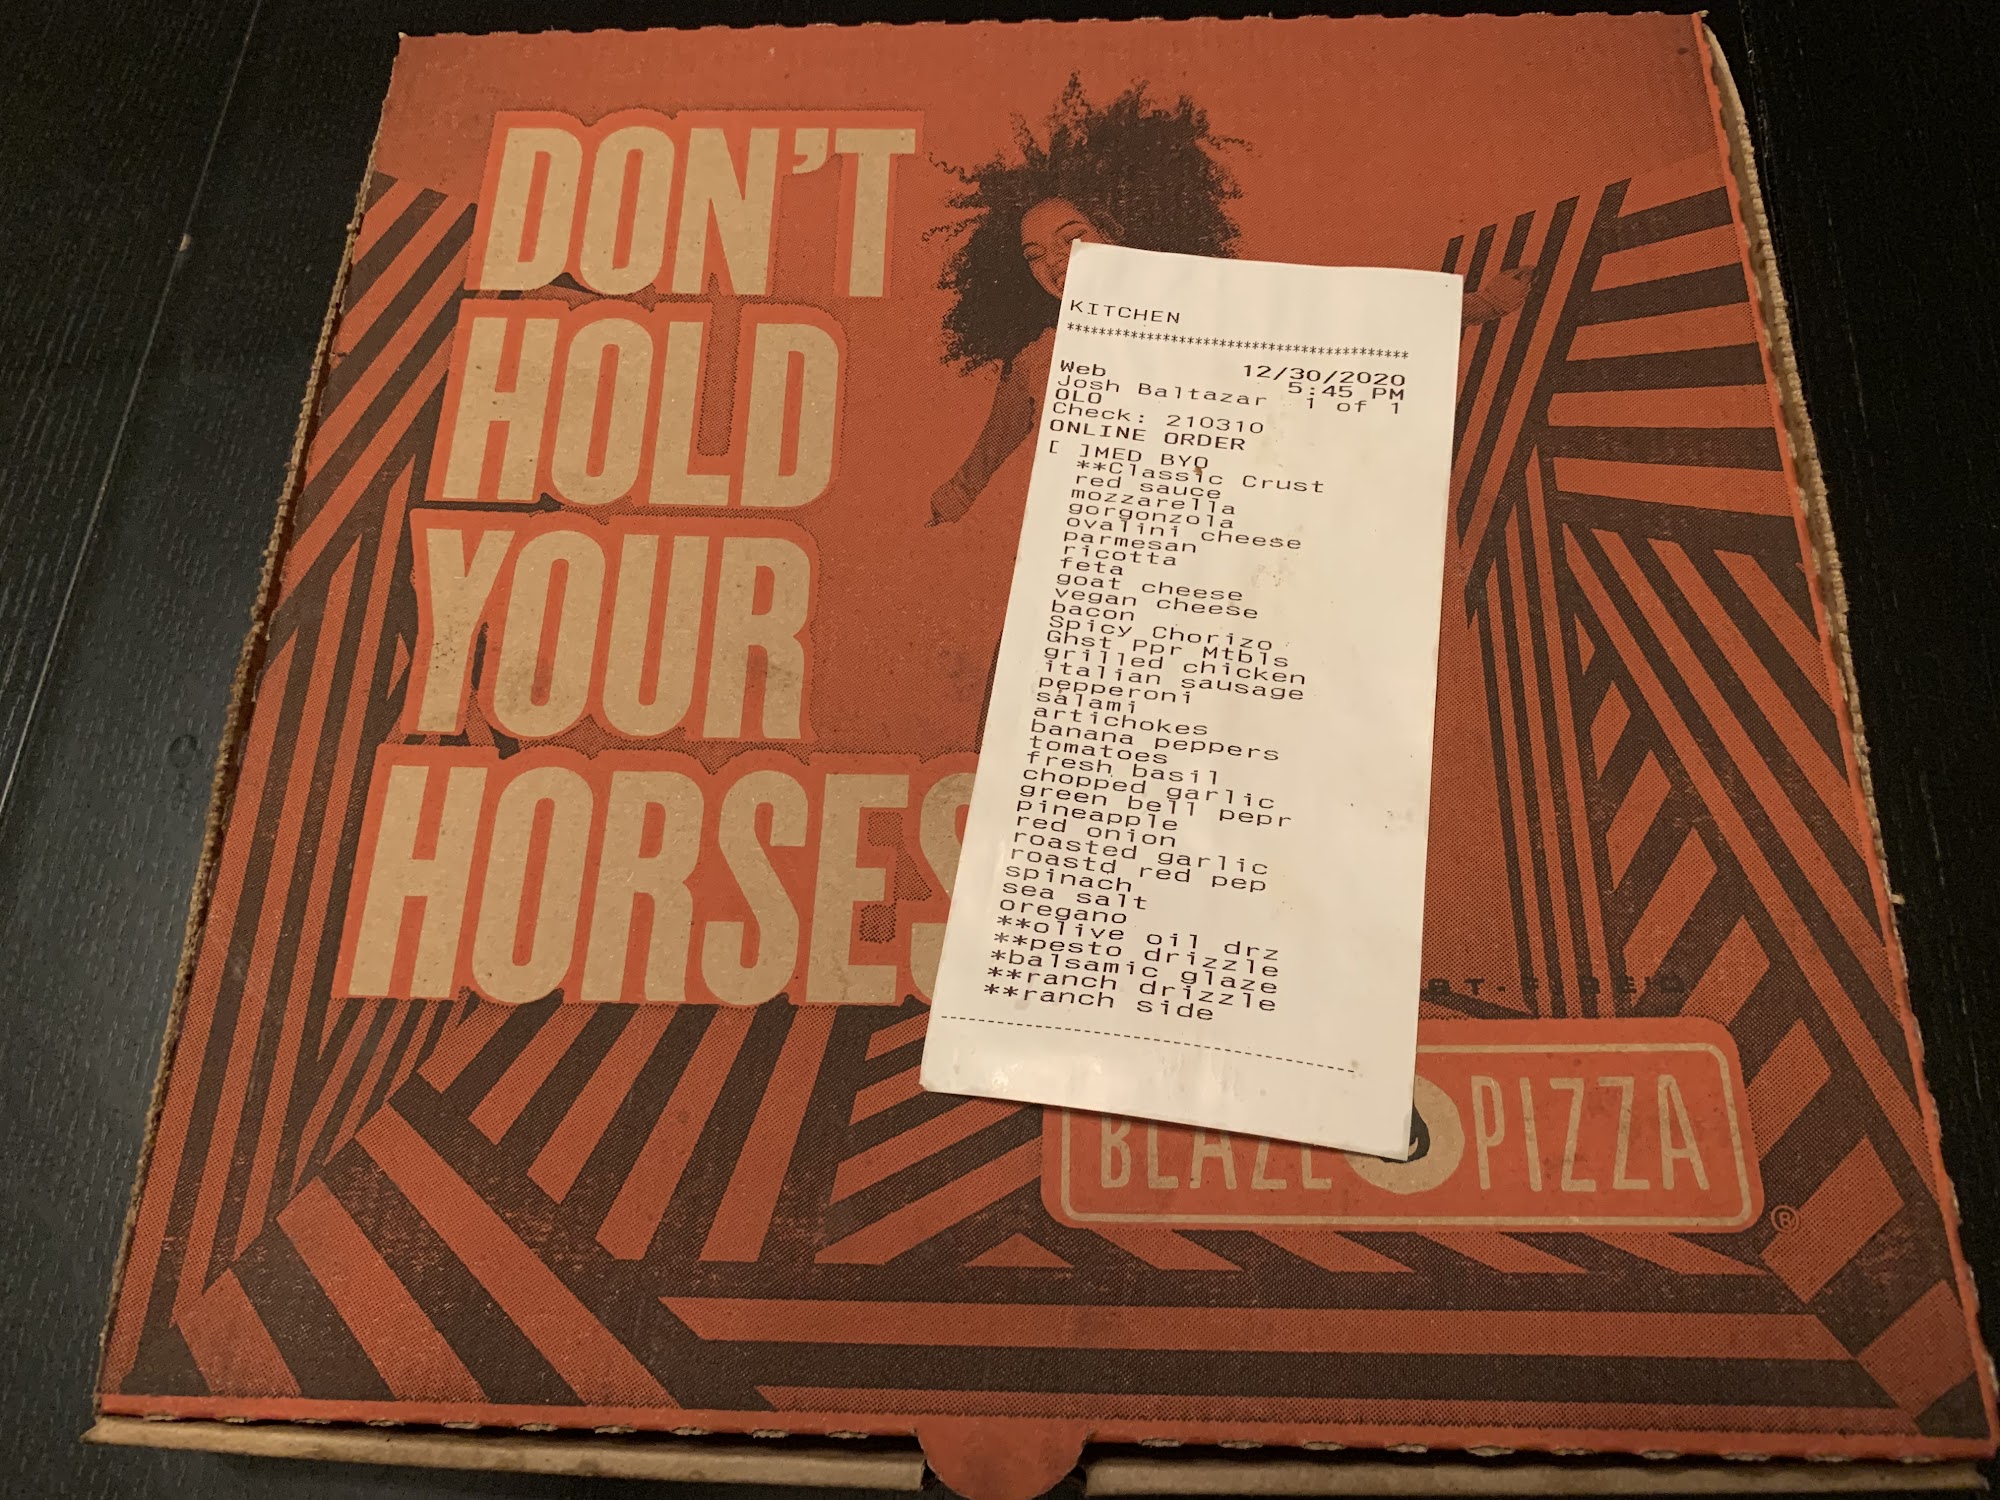 DON'T
HOLD
YOUR
HORSES
KITCHEN
******************************************
Web 12/30/2020
5:45 PM
Josh Baltazar 1 of 1
OLO
Check: 210310
ONLINE ORDER
[ ]MED BYO
**Classic Crust
red sauce
mozzarella
gorgonzola
ovalini cheese
parmesan
ricotta
feta
goat cheese
vegan cheese
bacon
Spicy Chorizo
Ghst Ppr Mtbls
grilled chicken
italian sausage
pepperoni
salami
artichokes
banana peppers
tomatoes
fresh basil
chopped garlic
green bell pepr
pineapple
red onion
roasted garlic
roastd red pep
spinach
sea salt
oregano
**olive oil drz
**pesto drizzle
*balsamic glaze
**ranch drizzle
**ranch side
BLAZE PIZZA
®